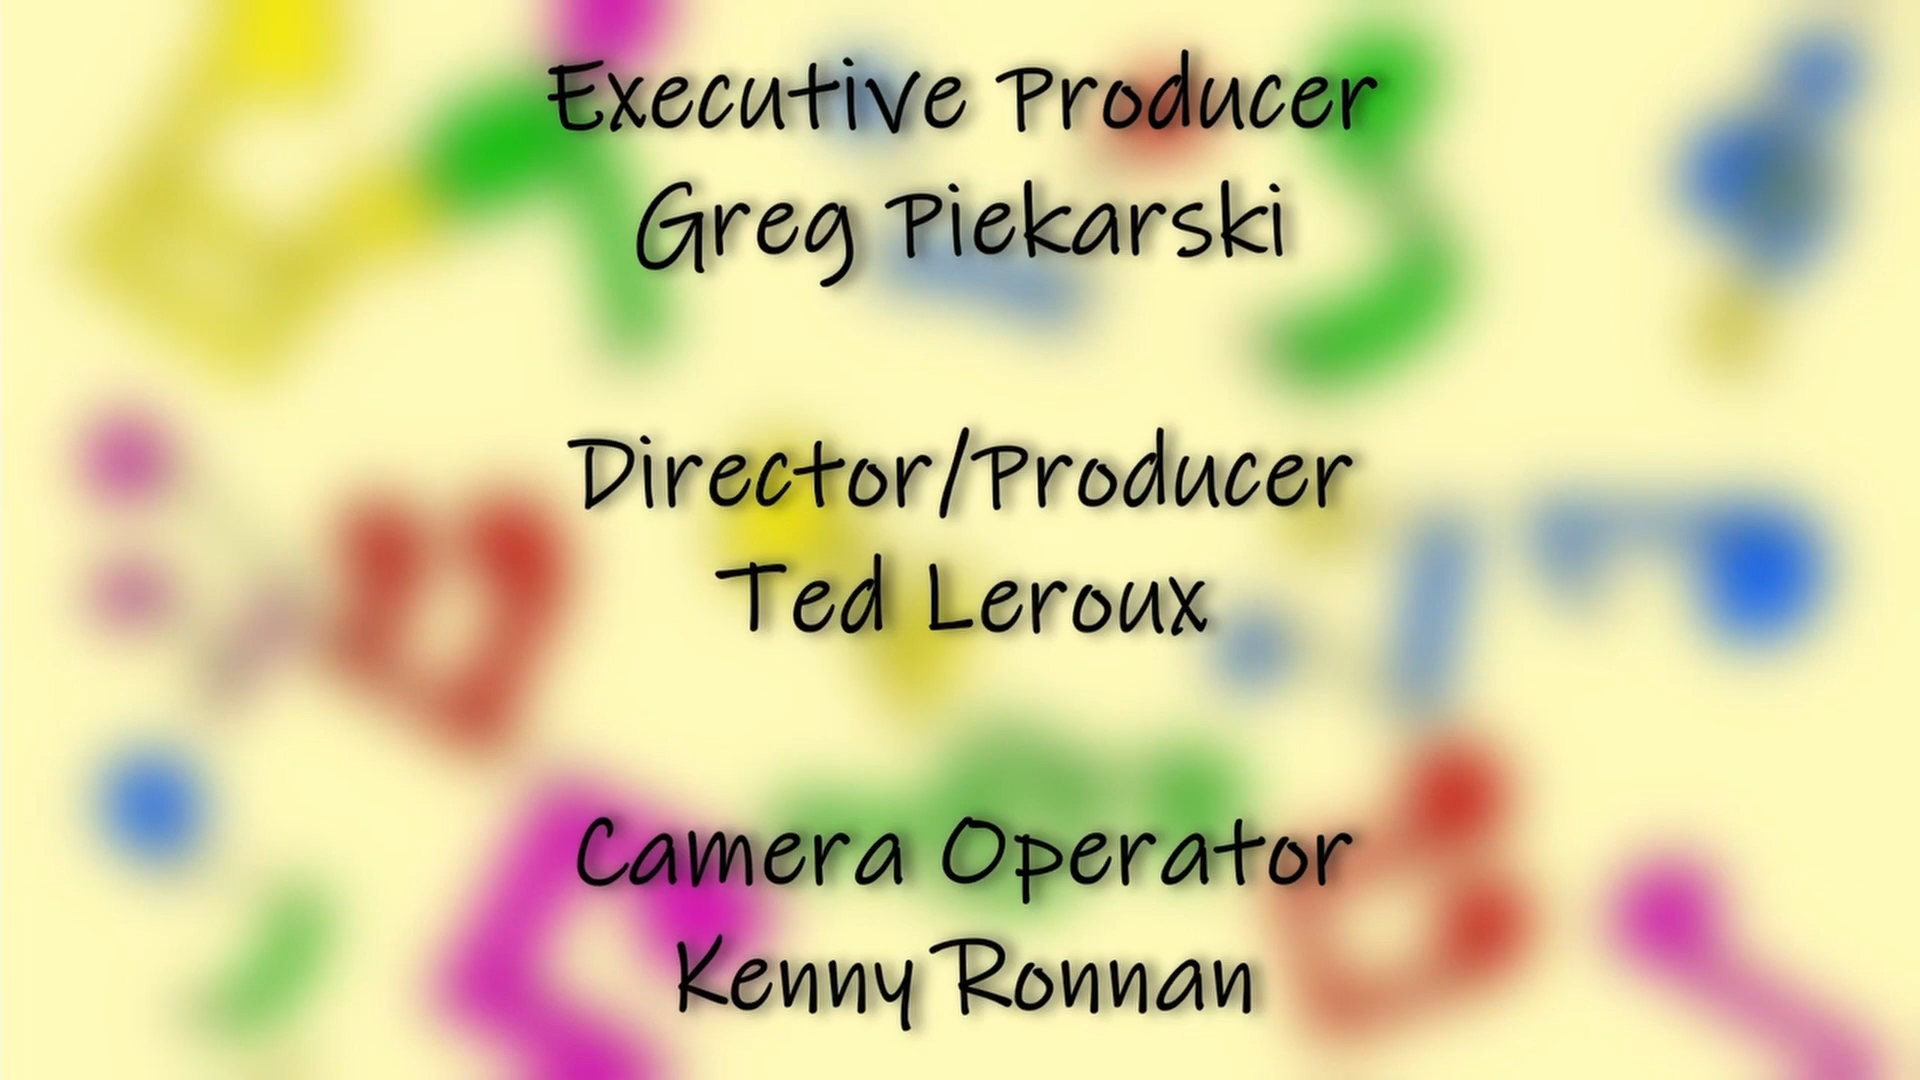 Executive Producer
Greg Piekarski
Director/Producer
Ted Leroux
Camera Operator
Kenny Ronnan